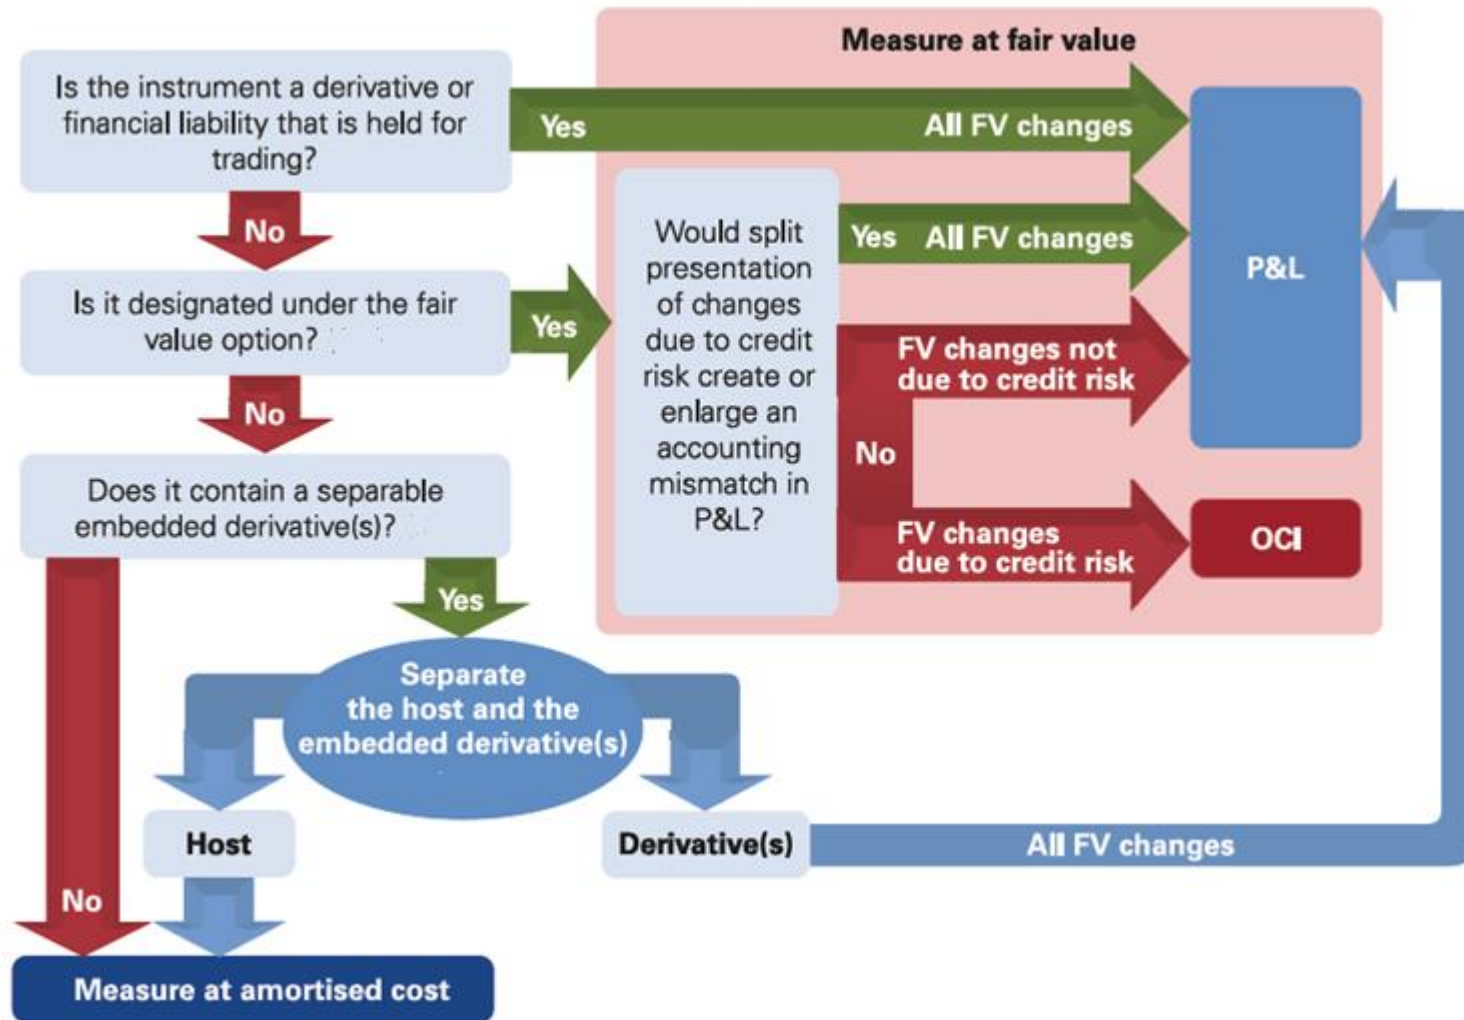 Measure at fair value
Is the instrument a derivative or
financial liability that is held for
trading?
Yes
All FV changes
No
Is it designated under the fair
value option?
Yes
Would split
presentation
of changes
due to credit
risk create or
enlarge an
accounting
mismatch in
P&L?
Yes
All FV changes
P&L
FV changes not
due to credit risk
No
FV changes
due to credit risk
OCI
No
Does it contain a separable
embedded derivative(s)?
Yes
Separate
the host and the
embedded derivative(s)
Host
Derivative(s)
All FV changes
No
Measure at amortised cost